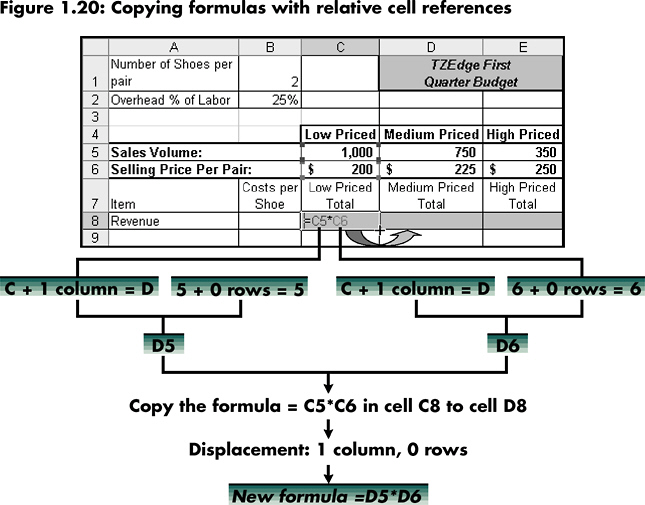 Figure 1.20: Copying formulas with relative cell references
A B C D E
Number of Shoes per TZEdge First
1 pair 2 Quarter Budget
2 Overhead % of Labor 25%
3
4 Low Priced Medium Priced High Priced
5 Sales Volume: 1,000 750 350
6 Selling Price Per Pair: $ 200 $ 225 $ 250
Costs per Low Priced Medium Priced High Priced
7 Item Shoe Total Total Total
8 Revenue =C5*C6
9
C + 1 column = D 5 + 0 rows = 5 C + 1 column = D 6 + 0 rows = 6
D5 D6
Copy the formula = C5*C6 in cell C8 to cell D8
Displacement: 1 column, 0 rows
New formula =D5*D6